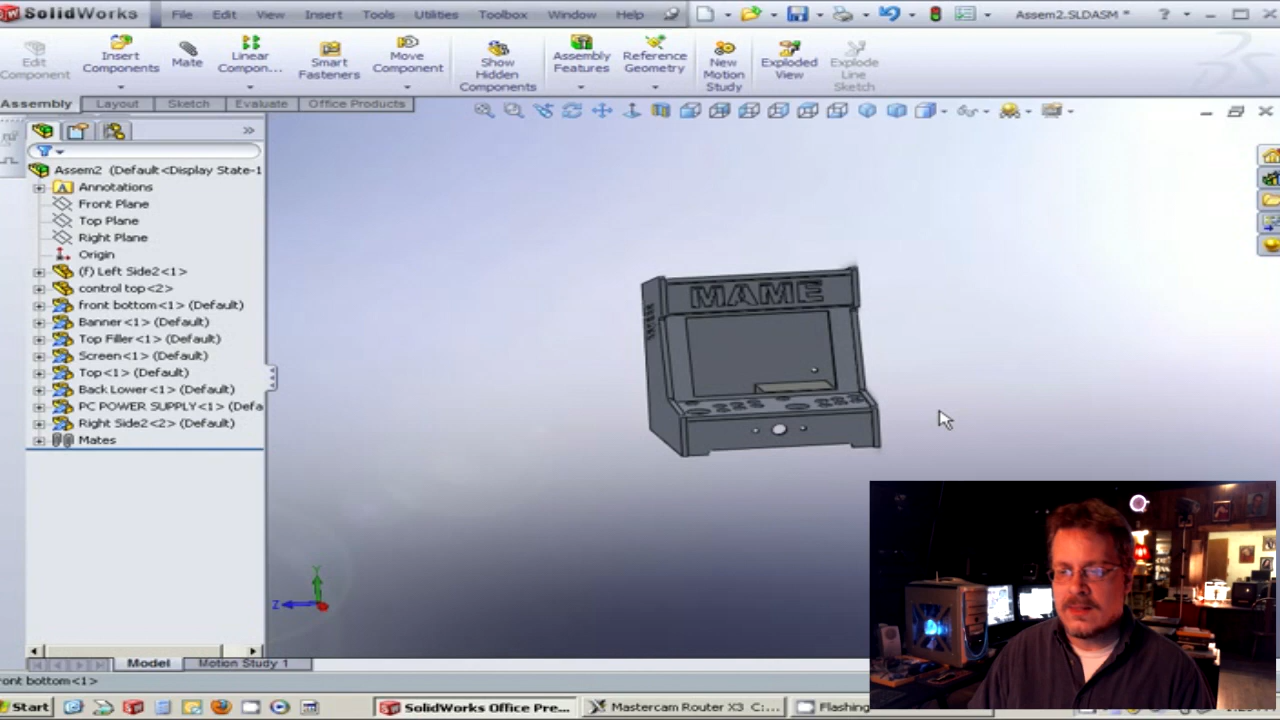 SolidWorks File Edit View Insert Tools Utilities Toolbox Window Help Assem2.SLDASM *
Edit Component
Insert Components
Mate
Linear Compon...
Smart Fasteners
Move Component
Show Hidden Components
Assembly Features
Reference Geometry
New Motion Study
Exploded View
Explode Line Sketch
Assembly Layout Sketch Evaluate Office Products
Assem2 (Default<Display State-1
Annotations
Front Plane
Top Plane
Right Plane
Origin
(f) Left Side2<1>
control top<2>
front bottom<1> (Default)
Banner<1> (Default)
Top Filler<1> (Default)
Screen<1> (Default)
Top<1> (Default)
Back Lower<1> (Default)
PC POWER SUPPLY<1> (Defa
Right Side2<2> (Default)
Mates
MAME
Y
Z
Model Motion Study 1
ront bottom<1>
Start SolidWorks Office Pre... Mastercam Router X3 C:... Flashing